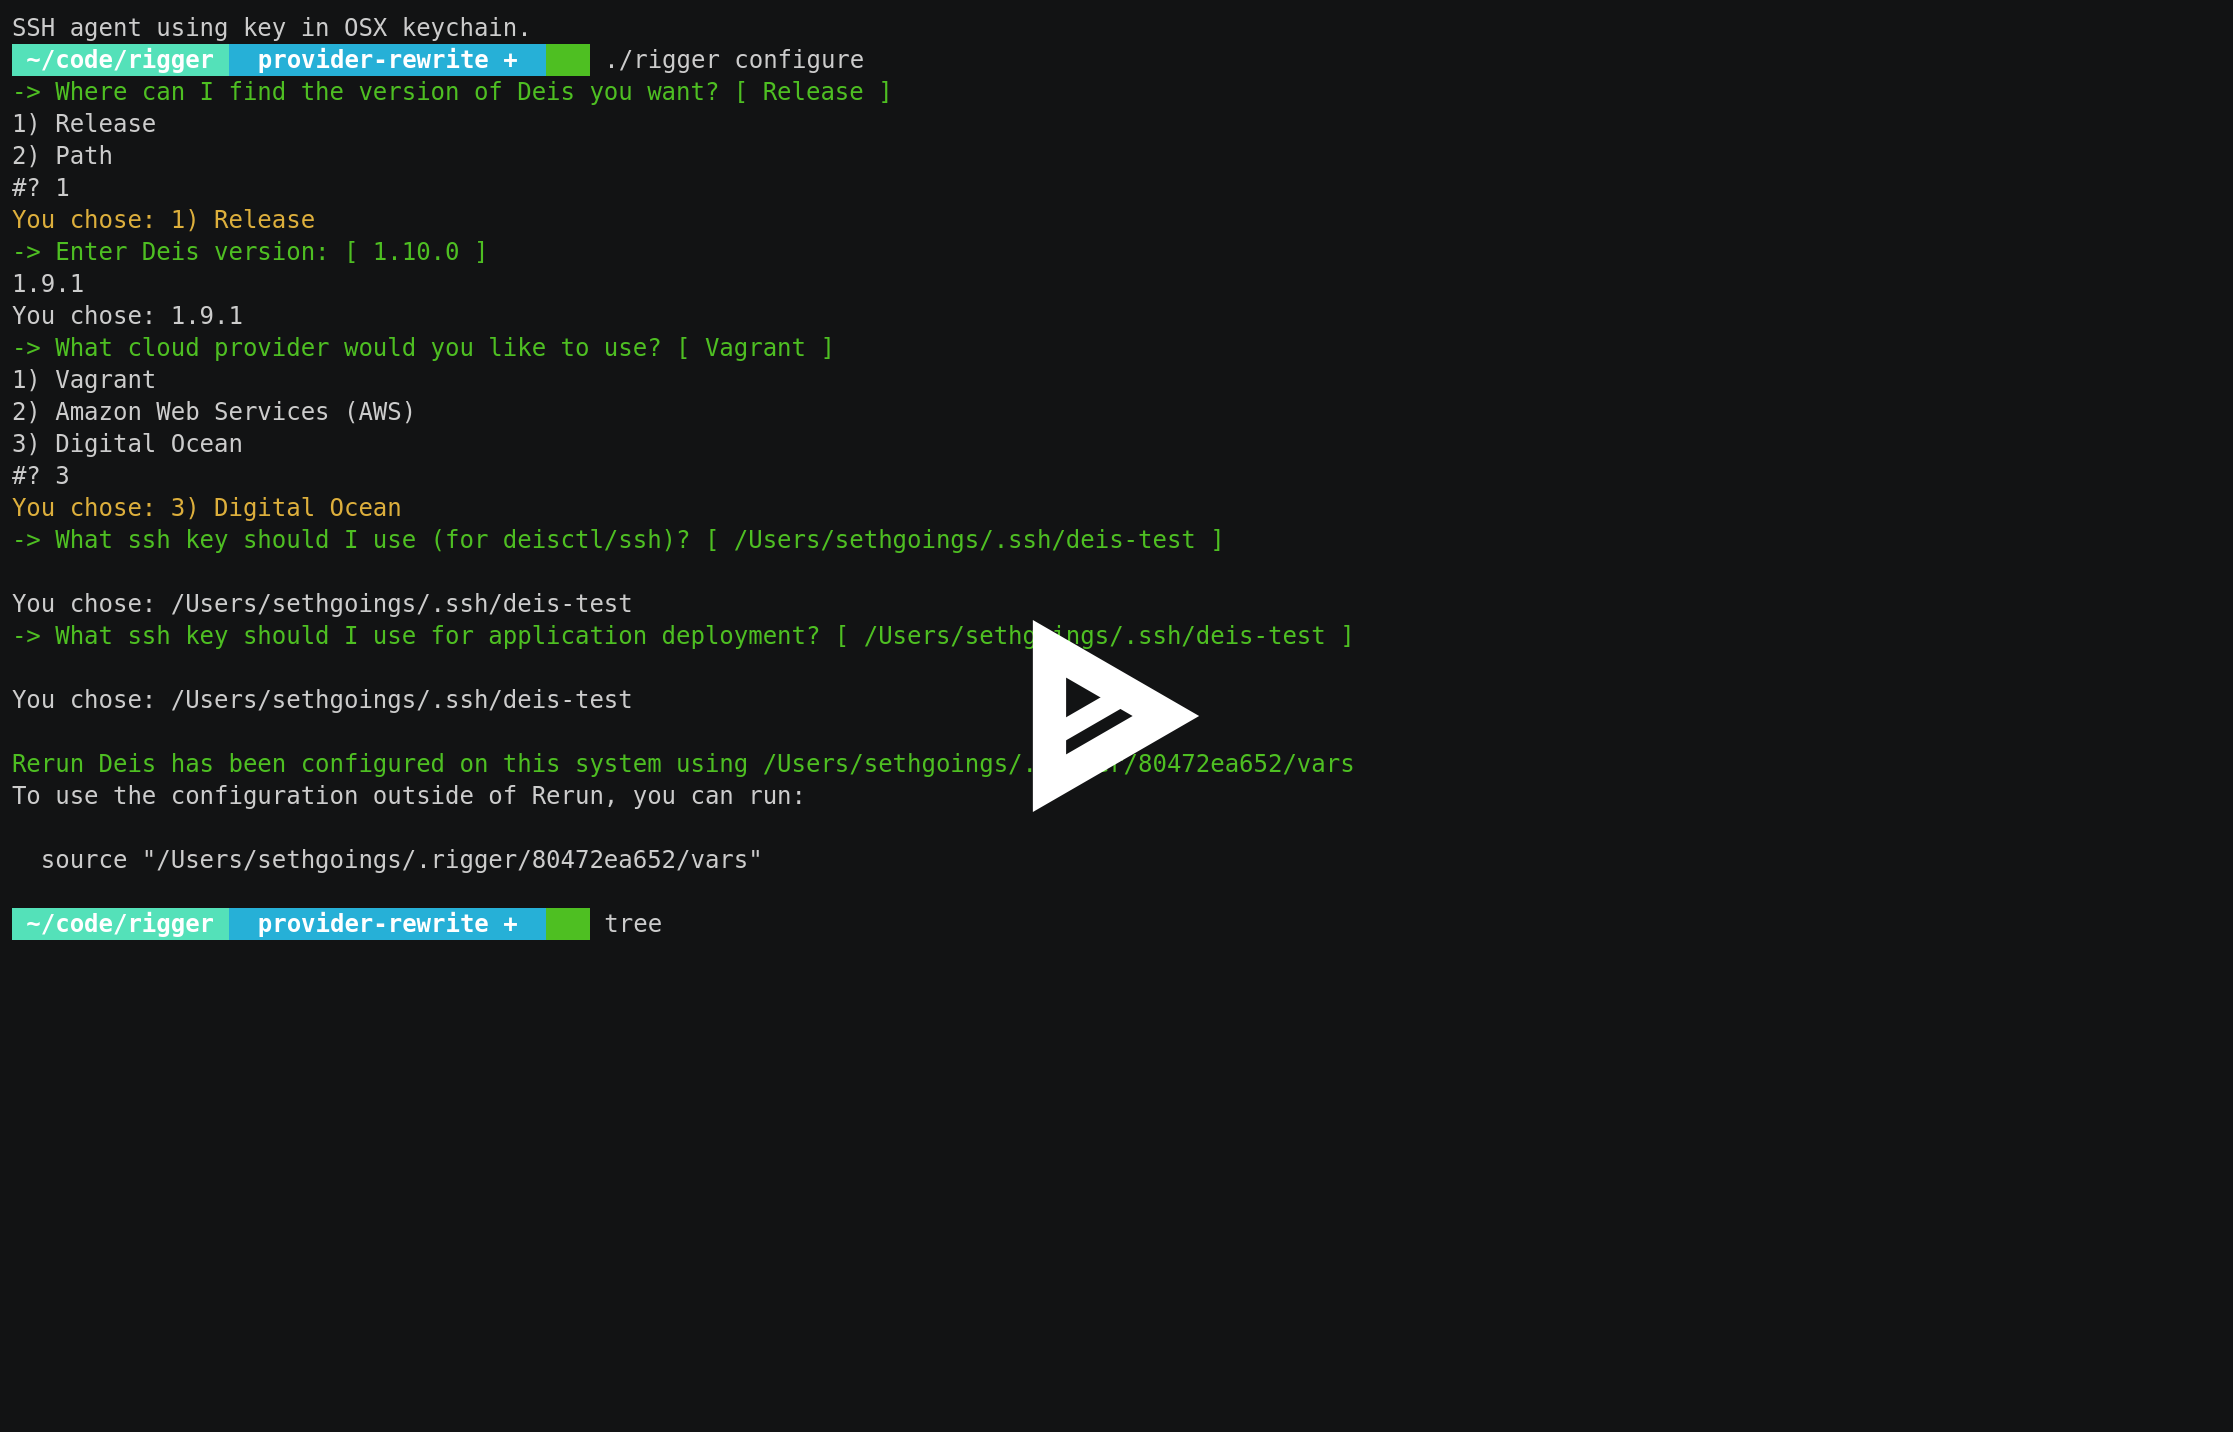 SSH agent using key in OSX keychain.
~/code/rigger provider-rewrite + ./rigger configure
-> Where can I find the version of Deis you want? [ Release ]
1) Release
2) Path
#? 1
You chose: 1) Release
-> Enter Deis version: [ 1.10.0 ]
1.9.1
You chose: 1.9.1
-> What cloud provider would you like to use? [ Vagrant ]
1) Vagrant
2) Amazon Web Services (AWS)
3) Digital Ocean
#? 3
You chose: 3) Digital Ocean
-> What ssh key should I use (for deisctl/ssh)? [ /Users/sethgoings/.ssh/deis-test ]
You chose: /Users/sethgoings/.ssh/deis-test
-> What ssh key should I use for application deployment? [ /Users/sethgoings/.ssh/deis-test ]
You chose: /Users/sethgoings/.ssh/deis-test
Rerun Deis has been configured on this system using /Users/sethgoings/. /80472ea652/vars
To use the configuration outside of Rerun, you can run:
source "/Users/sethgoings/.rigger/80472ea652/vars"
~/code/rigger provider-rewrite + tree